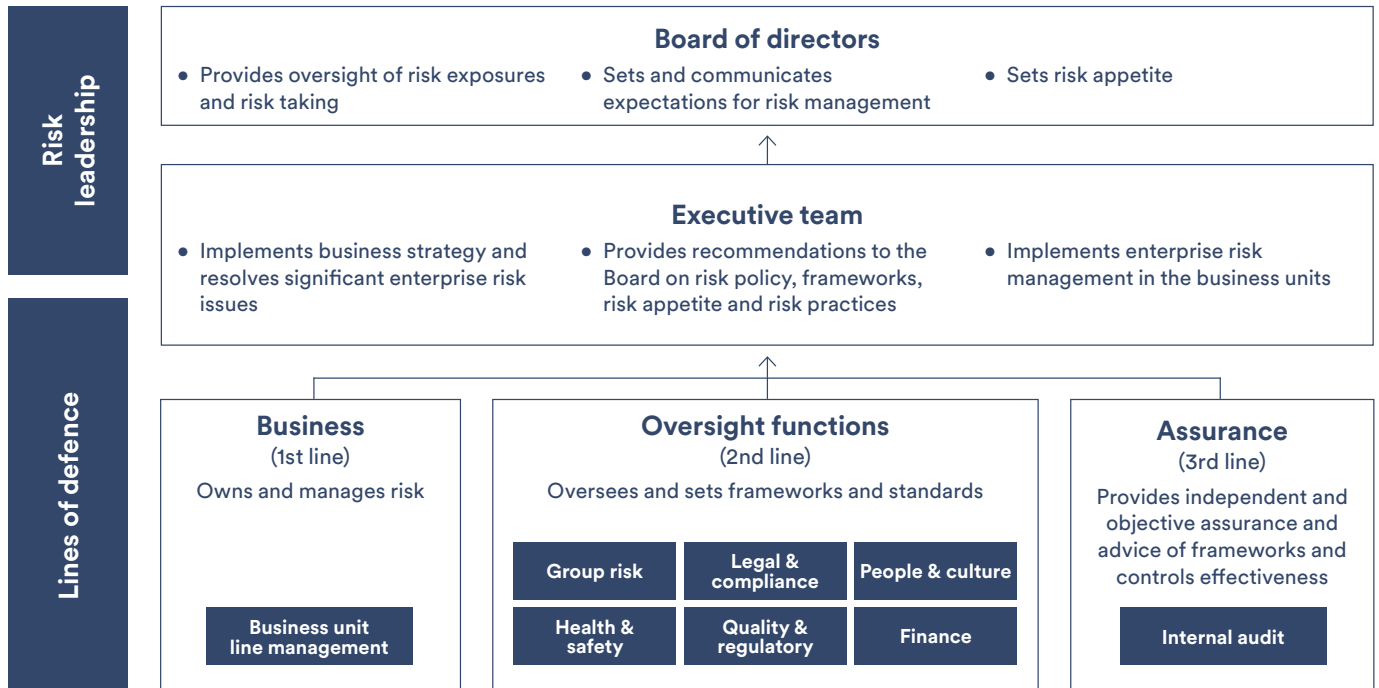 Risk
leadership
Board of directors
● Provides oversight of risk exposures
and risk taking
● Sets and communicates
expectations for risk management
● Sets risk appetite
Executive team
● Implements business strategy and
resolves significant enterprise risk
issues
● Provides recommendations to the
Board on risk policy, frameworks,
risk appetite and risk practices
● Implements enterprise risk
management in the business units
Lines of defence
Business
(1st line)
Owns and manages risk
Business unit
line management
Oversight functions
(2nd line)
Oversees and sets frameworks and standards
Group risk
Legal &
compliance
People & culture
Health &
safety
Quality &
regulatory
Finance
Assurance
(3rd line)
Provides independent and
objective assurance and
advice of frameworks and
controls effectiveness
Internal audit